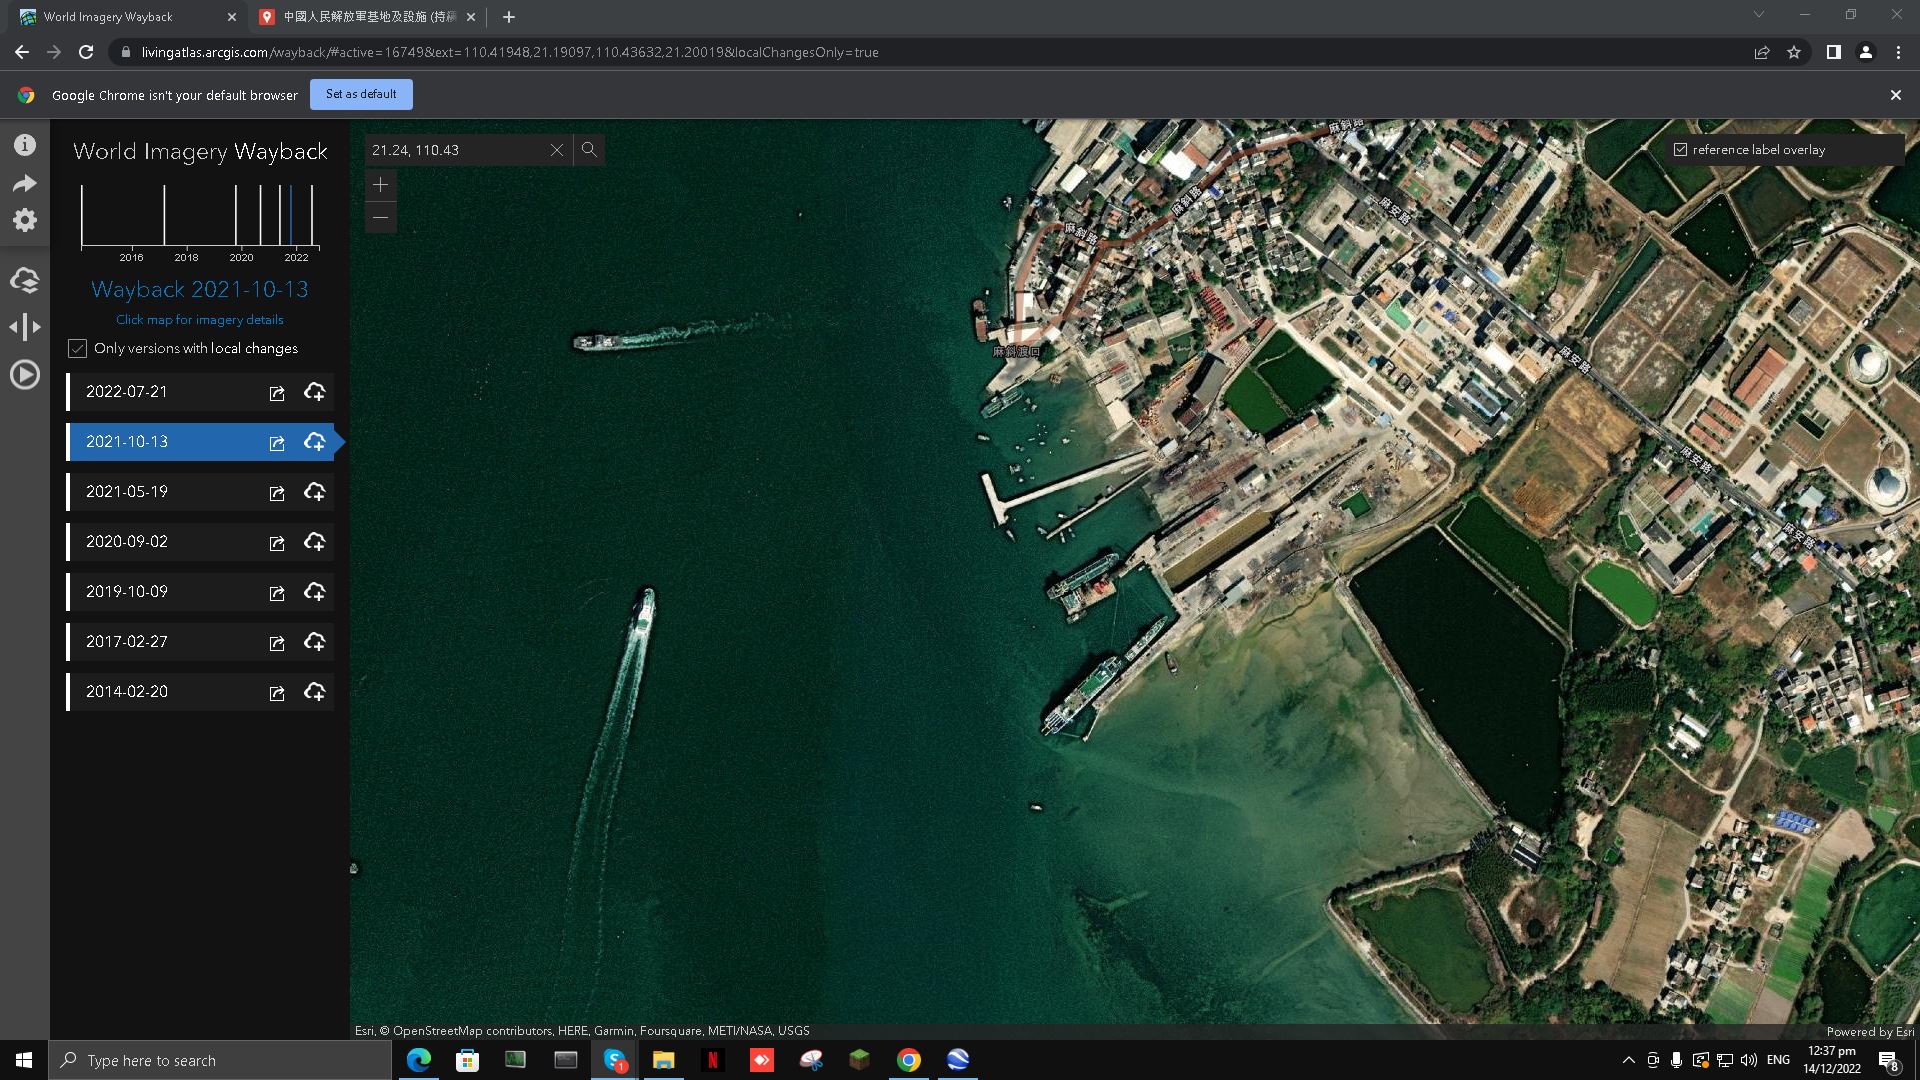 World Imagery Wayback
中國人民解放軍基地及設施 (持續
livingatlas.arcgis.com/wayback/#active=16749&ext=110.41948,21.19097,110.43632,21.20019&localChangesOnly=true
Google Chrome isn't your default browser
Set as default
World Imagery Wayback
21.24, 110.43
reference label overlay
2016 2018 2020 2022
Wayback 2021-10-13
Click map for imagery details
Only versions with local changes
2022-07-21
2021-10-13
2021-05-19
2020-09-02
2019-10-09
2017-02-27
2014-02-20
麻斜路
麻斜路
麻斜路
麻安路
麻斜渡口
麻安路
麻安路
麻安路
Esri, © OpenStreetMap contributors, HERE, Garmin, Foursquare, METI/NASA, USGS
Powered by Esri
Type here to search
1
N
ENG
12:37 pm
14/12/2022
8